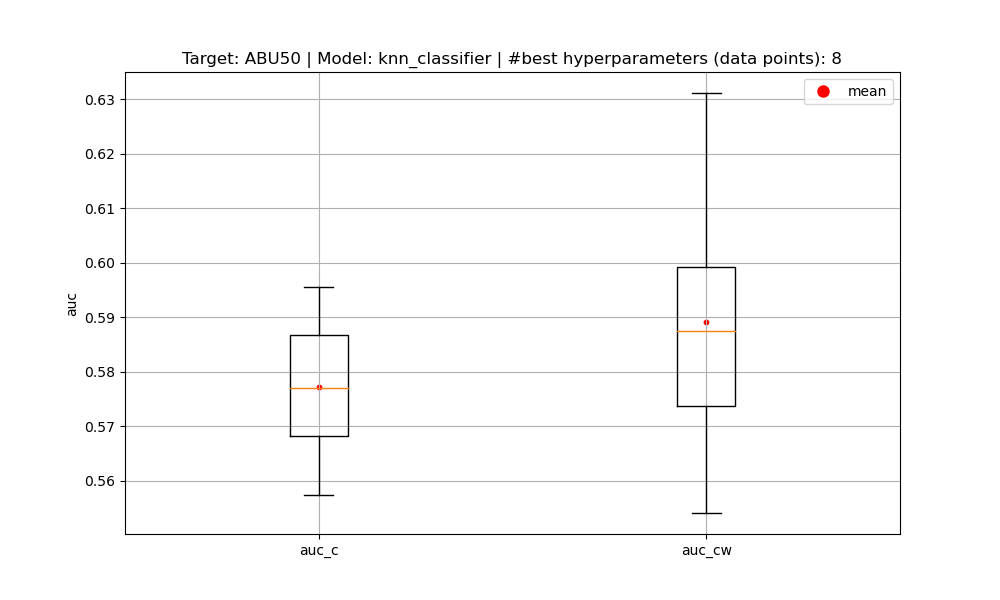 Target: ABU50 | Model: knn_classifier | #best hyperparameters (data points): 8
mean
0.63
0.62
0.61
0.60
0.59
0.58
0.57
0.56
auc
auc_c
auc_cw